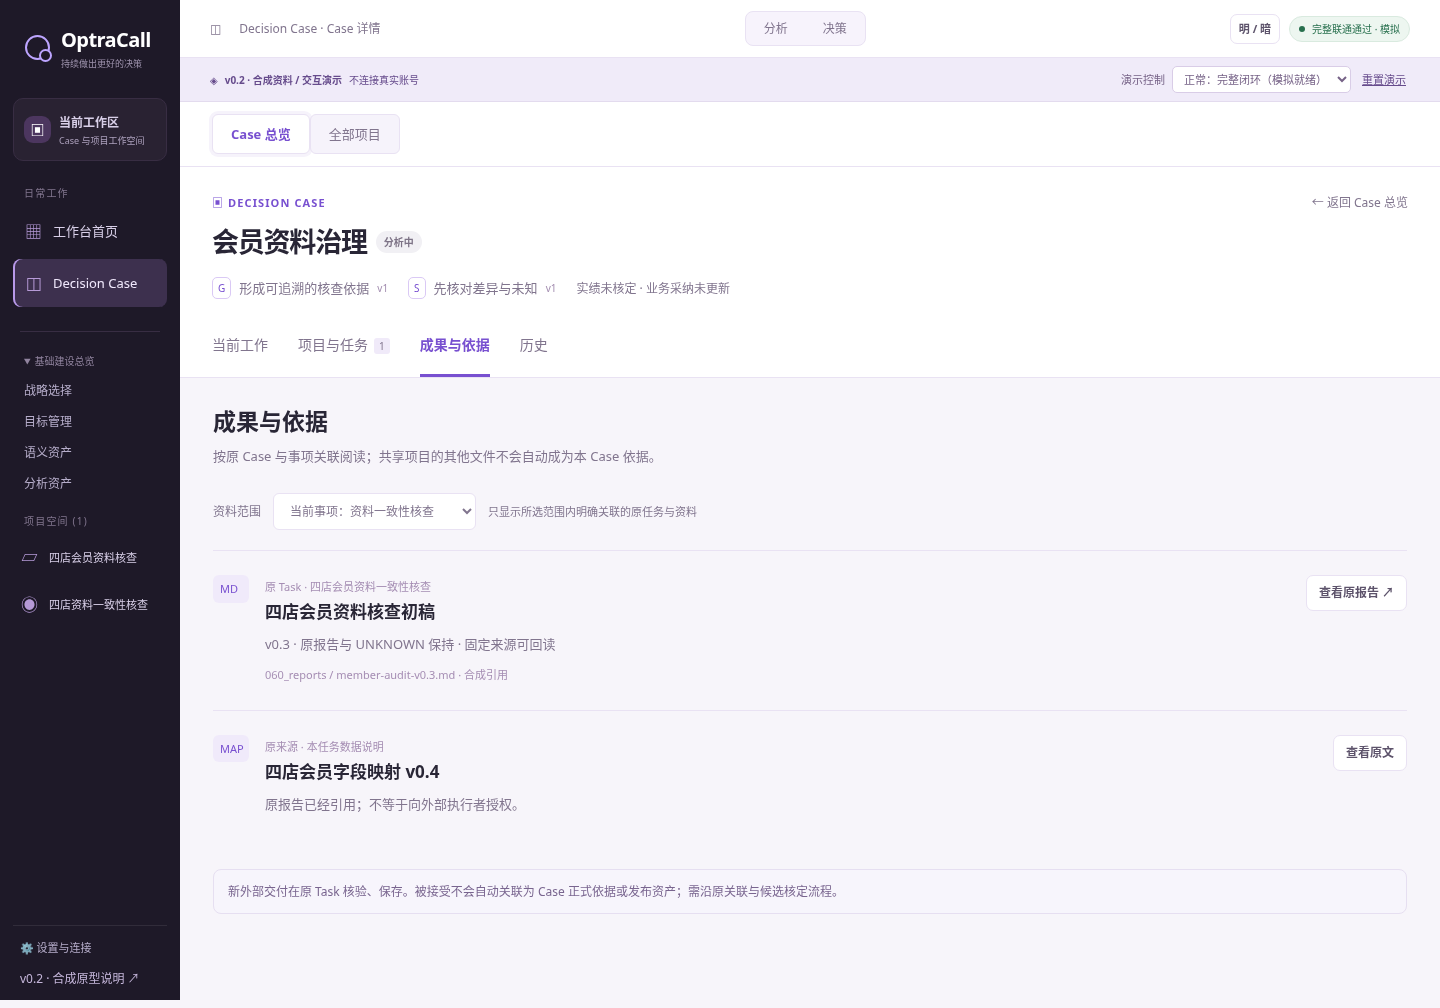 OptraCall
持续做出更好的决策
当前工作区
Case 与项目工作空间
日常工作
工作台首页
Decision Case
▼ 基础建设总览
战略选择
目标管理
语义资产
分析资产
项目空间 (1)
四店会员资料核查
四店资料一致性核查
设置与连接
v0.2 · 合成原型说明 ↗
Decision Case · Case 详情
分析
决策
明 / 暗
完整联通通过 · 模拟
◈ v0.2 · 合成资料 / 交互演示 不连接真实账号
演示控制
正常：完整闭环（模拟就绪）
重置演示
Case 总览
全部项目
DECISION CASE
← 返回 Case 总览
会员资料治理 分析中
G 形成可追溯的核查依据 v1 S 先核对差异与未知 v1 实绩未核定 · 业务采纳未更新
当前工作 项目与任务 1 成果与依据 历史
成果与依据
按原 Case 与事项关联阅读；共享项目的其他文件不会自动成为本 Case 依据。
资料范围 当前事项：资料一致性核查 只显示所选范围内明确关联的原任务与资料
MD
原 Task · 四店会员资料一致性核查
四店会员资料核查初稿
v0.3 · 原报告与 UNKNOWN 保持 · 固定来源可回读
060_reports / member-audit-v0.3.md · 合成引用
查看原报告 ↗
MAP
原来源 · 本任务数据说明
四店会员字段映射 v0.4
原报告已经引用；不等于向外部执行者授权。
查看原文
新外部交付在原 Task 核验、保存。被接受不会自动关联为 Case 正式依据或发布资产；需沿原关联与候选核定流程。